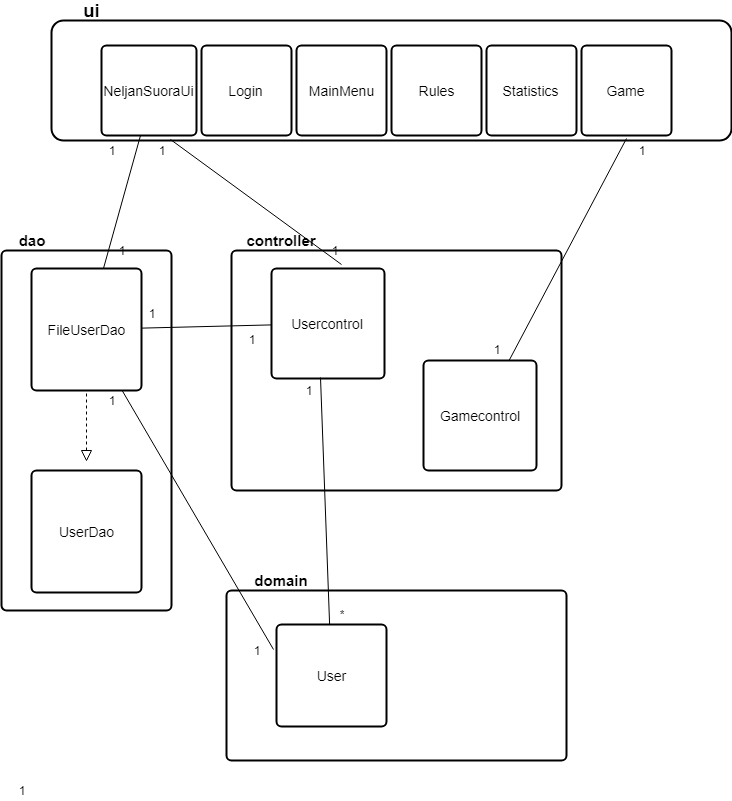 ui
NeljanSuoraUi
Login
MainMenu
Rules
Statistics
Game
1
1
1
dao
controller
1
1
FileUserDao
1
1
Usercontrol
1
1
1
Gamecontrol
UserDao
domain
*
1
User
1